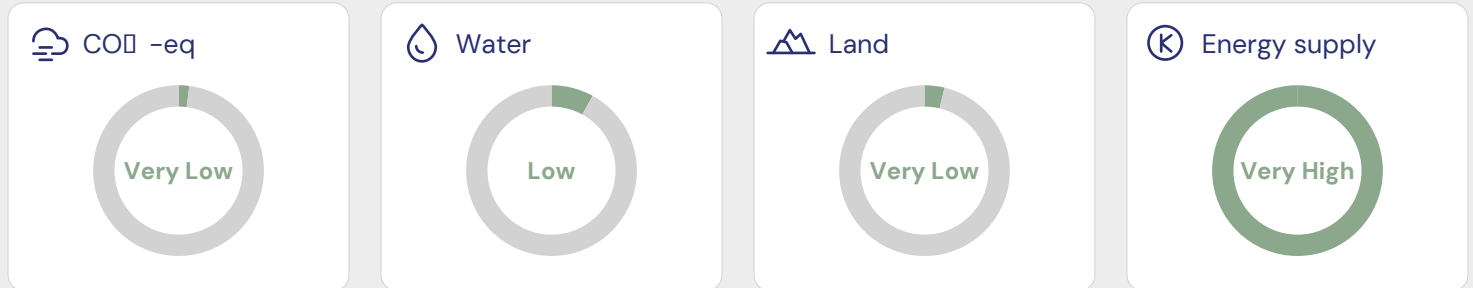 CO▯ -eq
Water
Land
Energy supply
Very Low
Low
Very Low
Very High